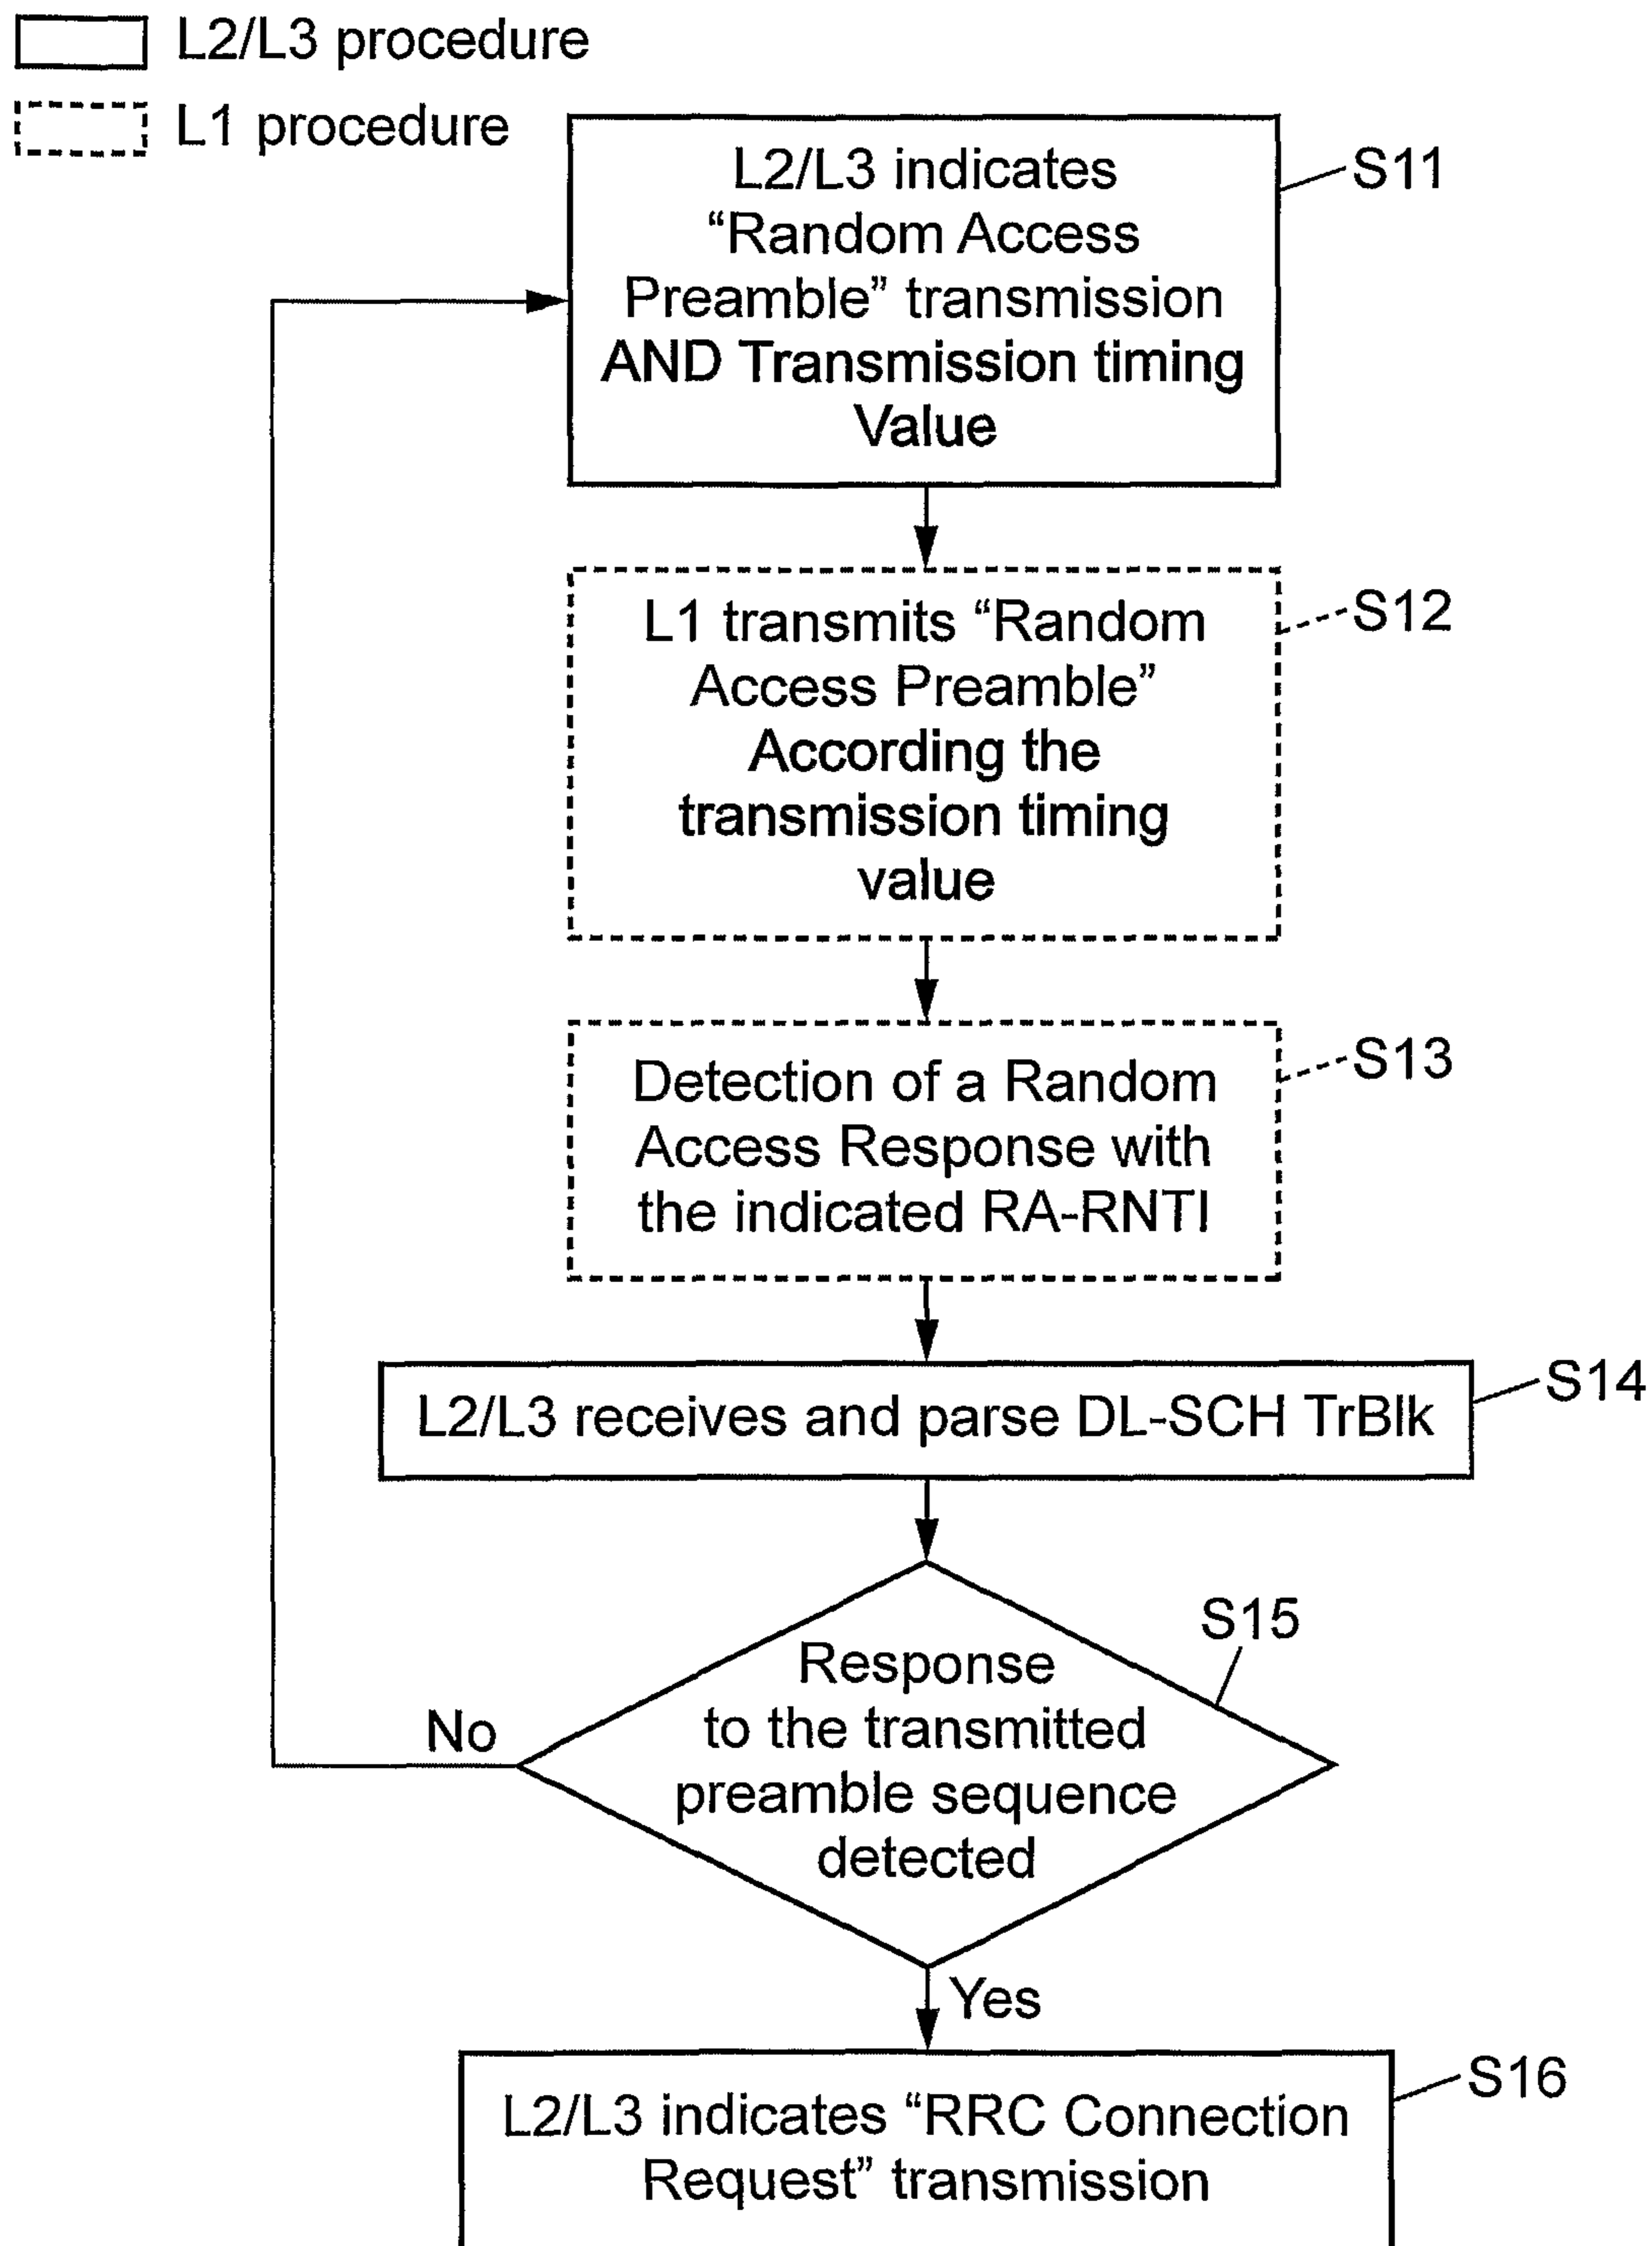 L2/L3 procedure
L1 procedure
L2/L3 indicates
“Random Access
Preamble” transmission
AND Transmission timing
Value
S11
L1 transmits “Random
Access Preamble”
According the
transmission timing
value
S12
Detection of a Random
Access Response with
the indicated RA-RNTI
S13
L2/L3 receives and parse DL-SCH TrBlk
S14
Response
to the transmitted
preamble sequence
detected
S15
No
Yes
L2/L3 indicates “RRC Connection
Request” transmission
S16